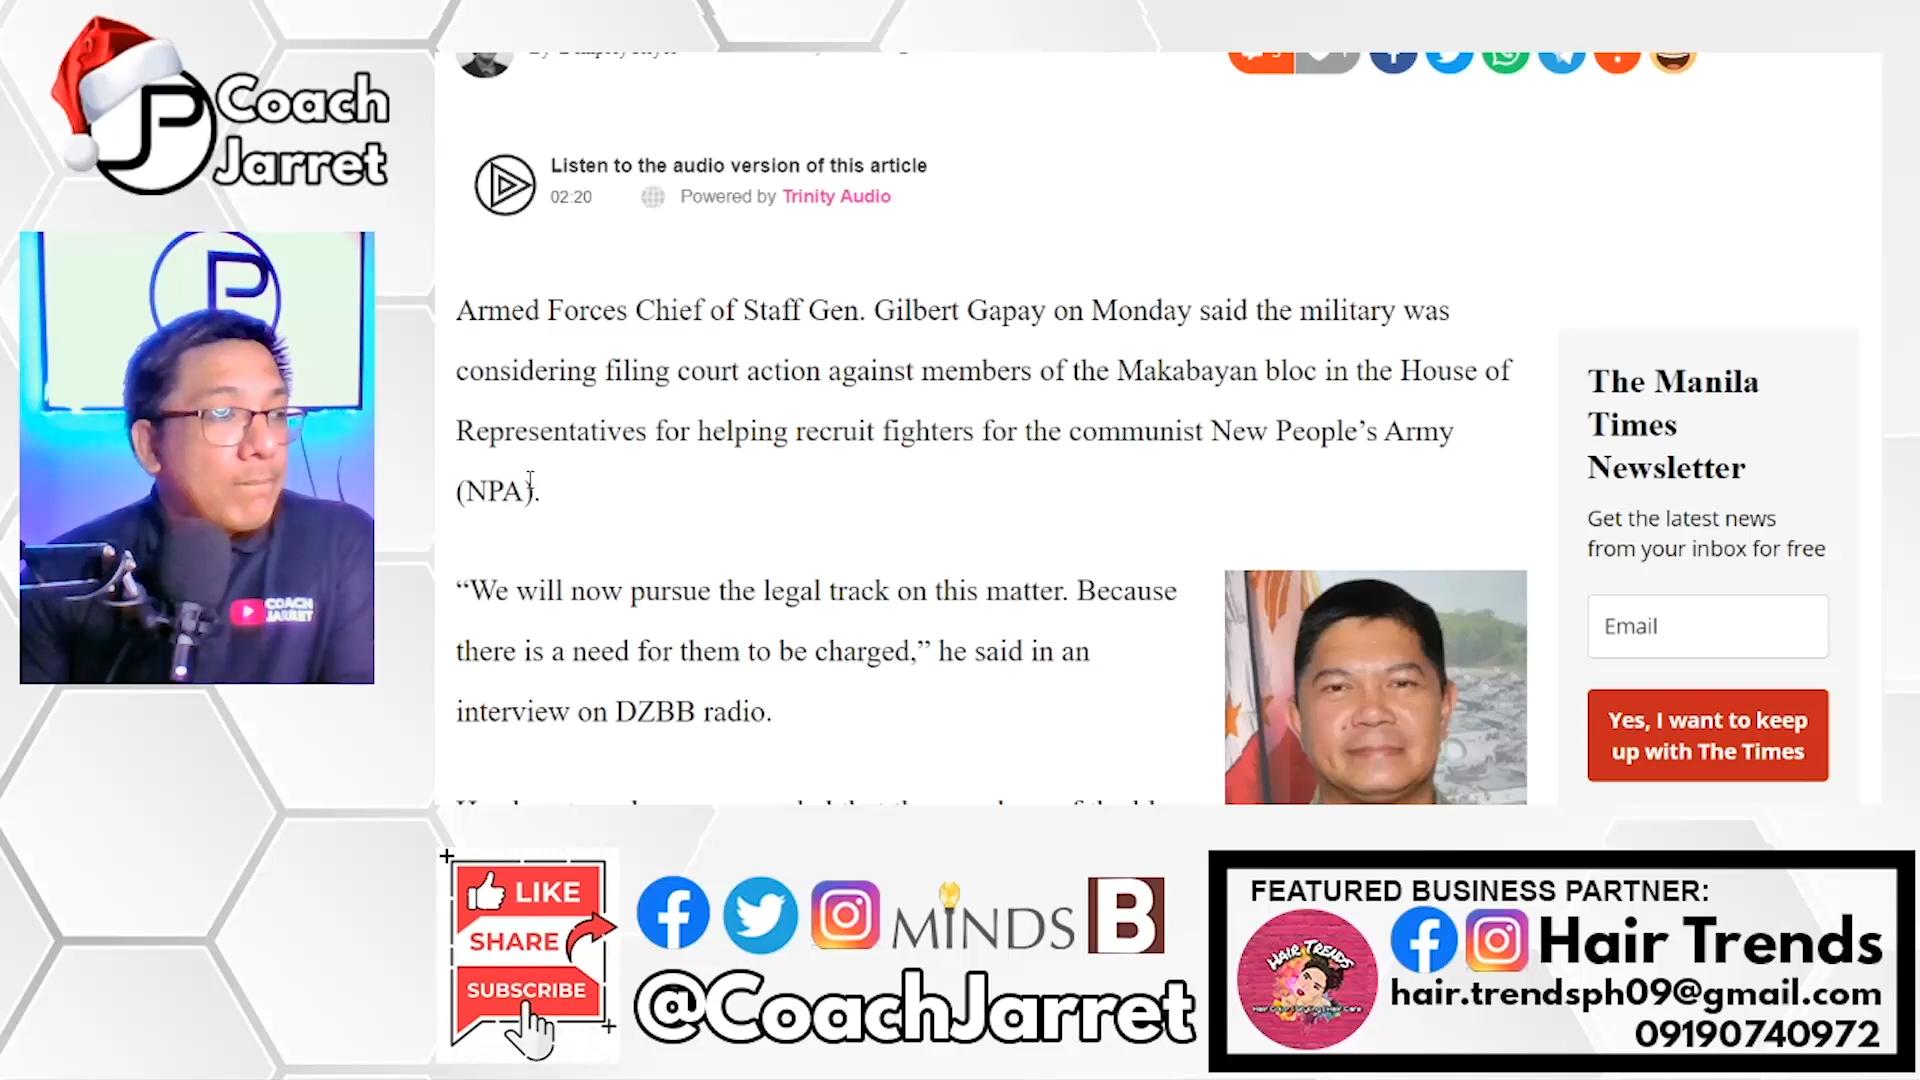 Coach
Jarret
Listen to the audio version of this article
02:20
Powered by Trinity Audio
Armed Forces Chief of Staff Gen. Gilbert Gapay on Monday said the military was
considering filing court action against members of the Makabayan bloc in the House of
Representatives for helping recruit fighters for the communist New People’s Army
(NPA).
“We will now pursue the legal track on this matter. Because
there is a need for them to be charged,” he said in an
interview on DZBB radio.
The Manila
Times
Newsletter
Get the latest news
from your inbox for free
Email
Yes, I want to keep
up with The Times
COACH
JARRET
LIKE
SHARE
SUBSCRIBE
MINDS
B
@CoachJarret
FEATURED BUSINESS PARTNER:
HAIR TRENDS
Hair Trends
hair.trendsph09@gmail.com
09190740972